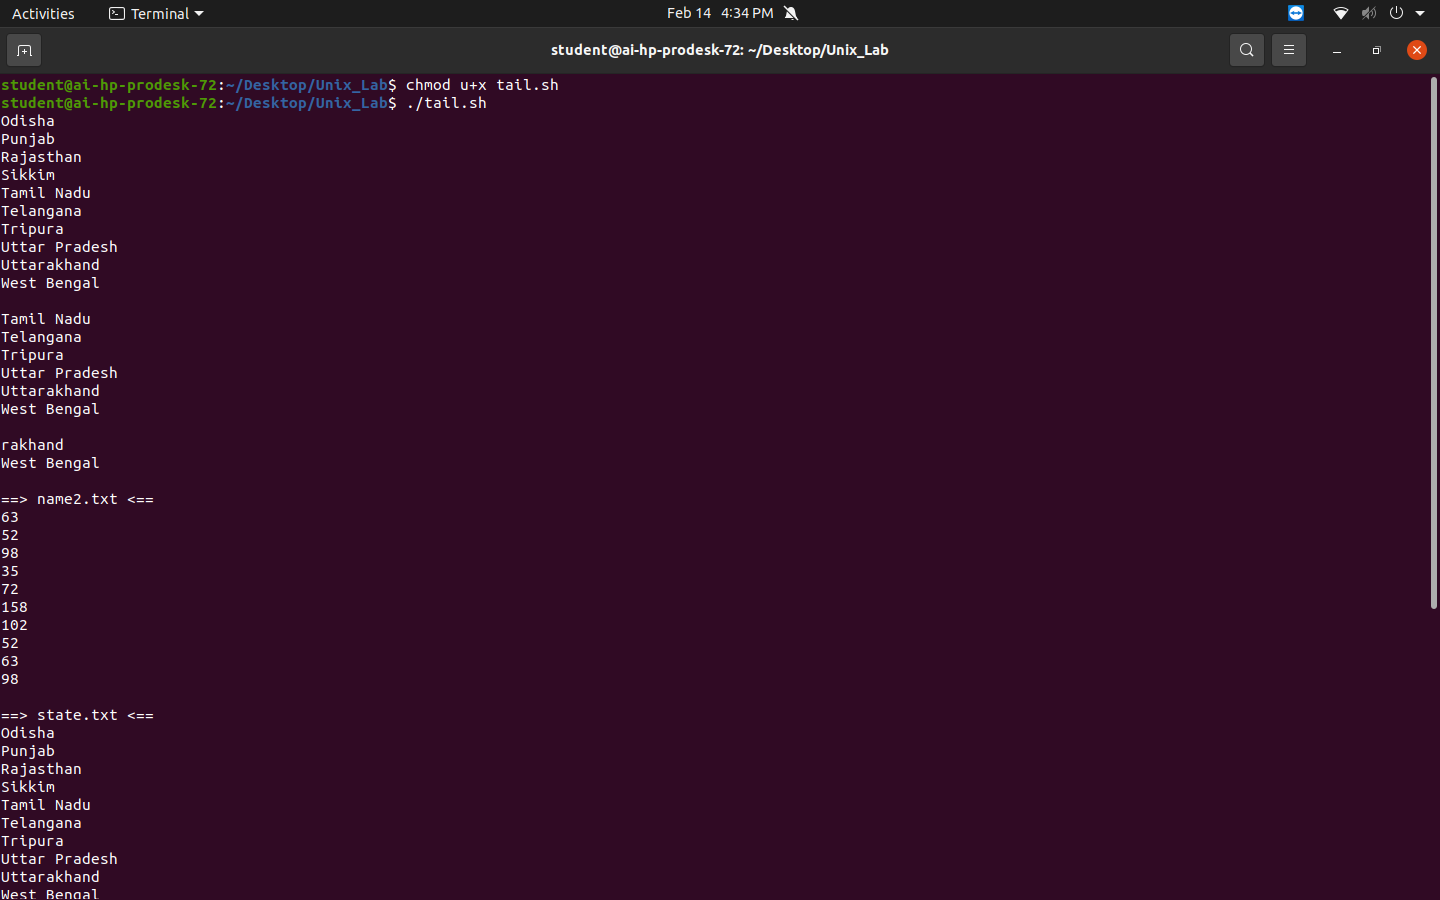 Activities Terminal Feb 14 4:34 PM
student@ai-hp-prodesk-72: ~/Desktop/Unix_Lab
student@ai-hp-prodesk-72:~/Desktop/Unix_Lab$ chmod u+x tail.sh
student@ai-hp-prodesk-72:~/Desktop/Unix_Lab$ ./tail.sh
Odisha
Punjab
Rajasthan
Sikkim
Tamil Nadu
Telangana
Tripura
Uttar Pradesh
Uttarakhand
West Bengal
Tamil Nadu
Telangana
Tripura
Uttar Pradesh
Uttarakhand
West Bengal
rakhand
West Bengal
==> name2.txt <==
63
52
98
35
72
158
102
52
63
98
==> state.txt <==
Odisha
Punjab
Rajasthan
Sikkim
Tamil Nadu
Telangana
Tripura
Uttar Pradesh
Uttarakhand
West Bengal